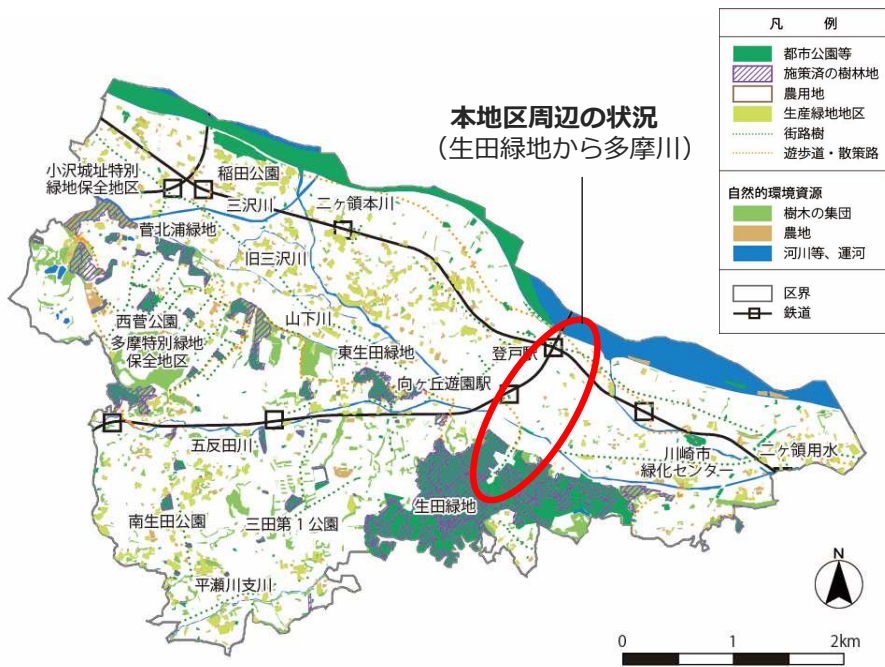 凡　例
都市公園等
施策済の樹林地
農用地
生産緑地地区
街路樹
遊歩道・散策路
自然的環境資源
樹木の集団
農地
河川等、運河
区界
鉄道
本地区周辺の状況
（生田緑地から多摩川）
小沢城址特別
緑地保全地区
稲田公園
三沢川
二ヶ領本川
菅北浦緑地
旧三沢川
西菅公園
多摩特別緑地
保全地区
山下川
東生田緑地
登戸駅
向ヶ丘遊園駅
五反田川
川崎市
緑化センター
二ヶ領用水
生田緑地
南生田公園
三田第1公園
平瀬川支川
N
0 1 2km